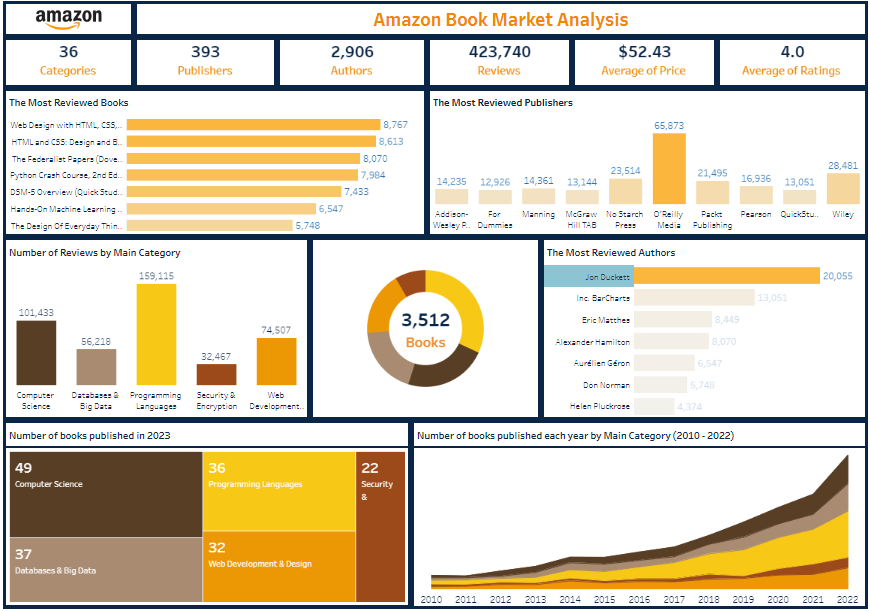 amazon
Amazon Book Market Analysis
36
Categories
393
Publishers
2,906
Authors
423,740
Reviews
$52.43
Average of Price
4.0
Average of Ratings
The Most Reviewed Books
Web Design with HTML, CSS,..
8,767
HTML and CSS: Design and B..
8,613
The Federalist Papers (Dove..
8,070
Python Crash Course, 2nd Ed..
7,984
DSM-5 Overview (Quick Stud..
7,433
Hands-On Machine Learning ..
6,547
The Design Of Everyday Thin..
5,748
The Most Reviewed Publishers
14,235
12,926
14,361
13,144
23,514
65,873
21,495
16,936
13,051
28,481
Addison-
Wesley P..
For
Dummies
Manning
McGraw
Hill TAB
No Starch
Press
O'Reilly
Media
Packt
Publishing
Pearson
QuickStu..
Wiley
Number of Reviews by Main Category
101,433
56,218
159,115
32,467
74,507
Computer
Science
Databases &
Big Data
Programming
Languages
Security &
Encryption
Web
Development..
3,512
Books
The Most Reviewed Authors
Jon Duckett
20,055
Inc. BarCharts
13,051
Eric Matthes
8,449
Alexander Hamilton
8,070
Aurélien Géron
6,547
Don Norman
5,748
Helen Pluckrose
4,374
Number of books published in 2023
49
Computer Science
36
Programming Languages
22
Security
&
37
Databases & Big Data
32
Web Development & Design
Number of books published each year by Main Category (2010 - 2022)
2010 2011 2012 2013 2014 2015 2016 2017 2018 2019 2020 2021 2022